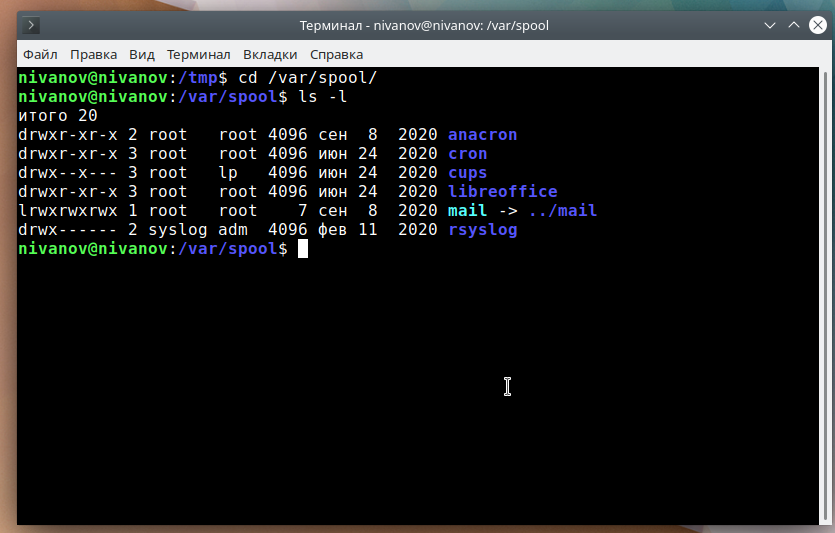 Терминал - nivanov@nivanov: /var/spool
Файл Правка Вид Терминал Вкладки Справка
nivanov@nivanov:/tmp$ cd /var/spool/
nivanov@nivanov:/var/spool$ ls -l
итого 20
drwxr-xr-x 2 root   root 4096 сен  8  2020 anacron
drwxr-xr-x 3 root   root 4096 июн 24  2020 cron
drwx--x--- 3 root   lp   4096 июн 24  2020 cups
drwxr-xr-x 3 root   root 4096 июн 24  2020 libreoffice
lrwxrwxrwx 1 root   root    7 сен  8  2020 mail -> ../mail
drwx------ 2 syslog adm  4096 фев 11  2020 rsyslog
nivanov@nivanov:/var/spool$